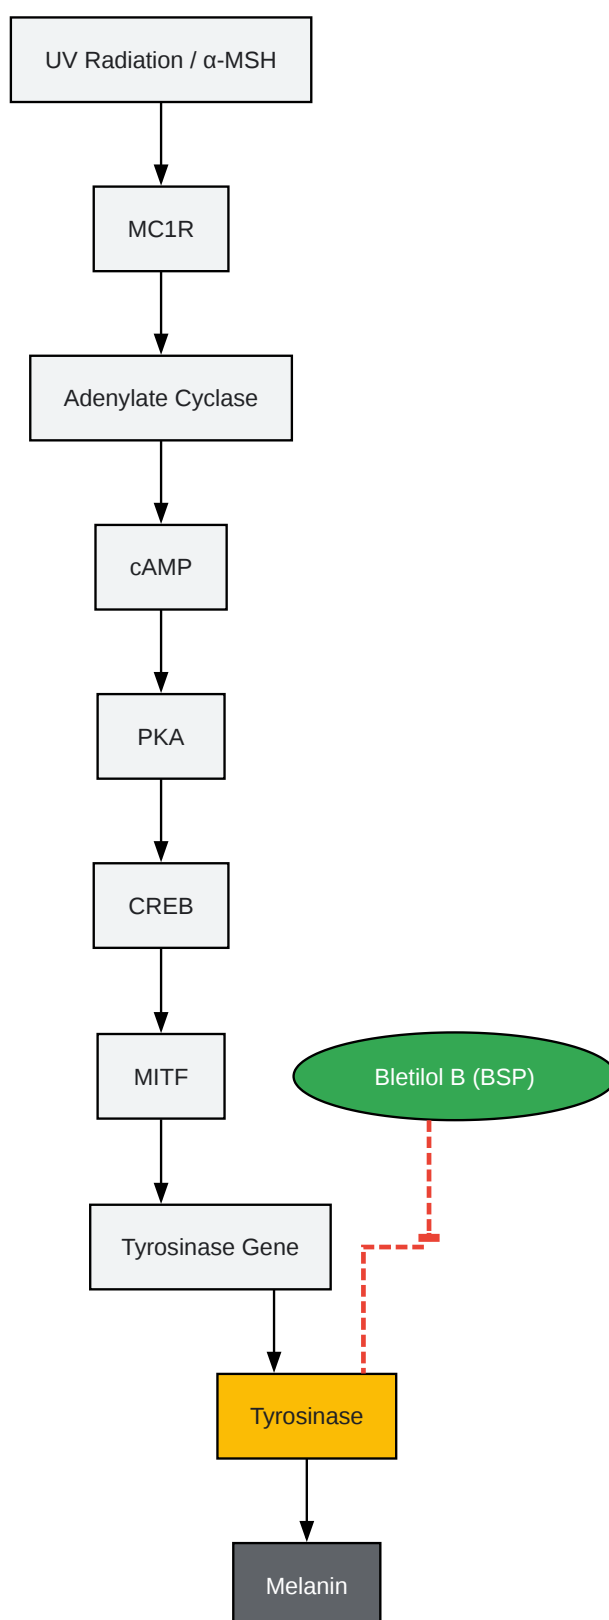 UV Radiation / α-MSH
MC1R
Adenylate Cyclase
cAMP
PKA
CREB
MITF
Bletilol B (BSP)
Tyrosinase Gene
Tyrosinase
Melanin